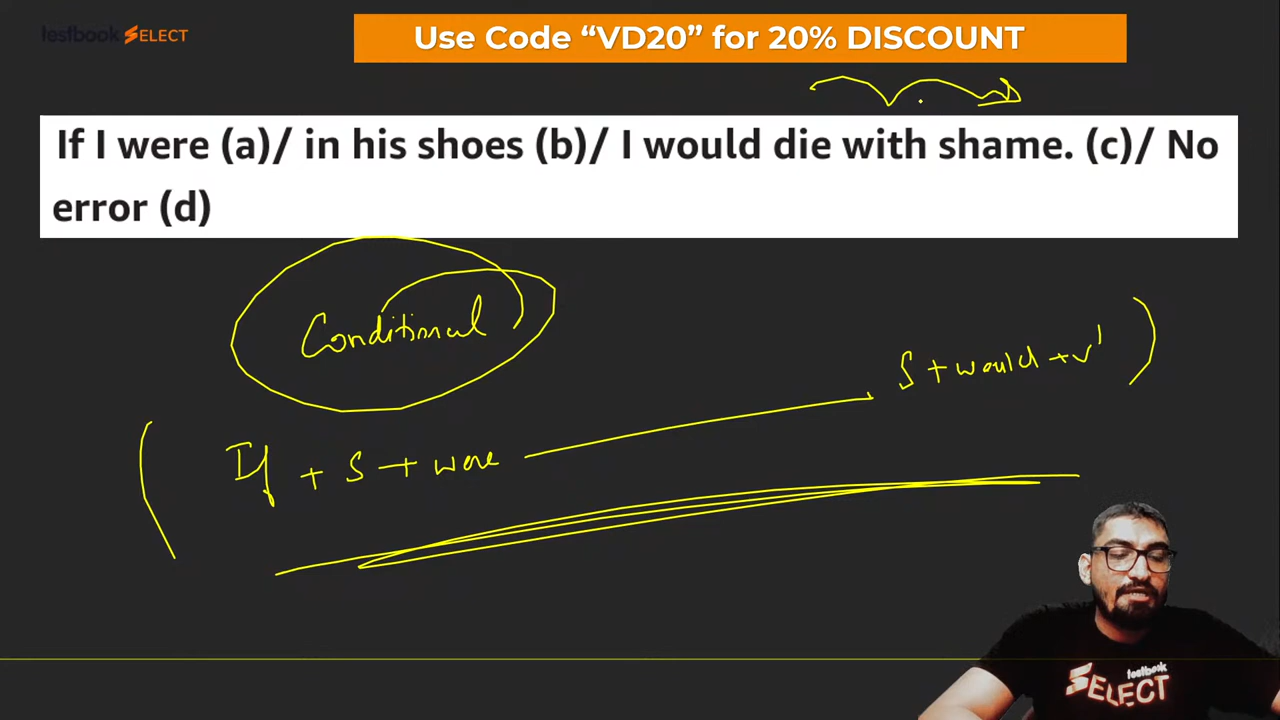 testbook SELECT
Use Code “VD20” for 20% DISCOUNT
If I were (a)/ in his shoes (b)/ I would die with shame. (c)/ No
error (d)
Conditional
S + would + v¹
If + S + were
testbook
SELECT